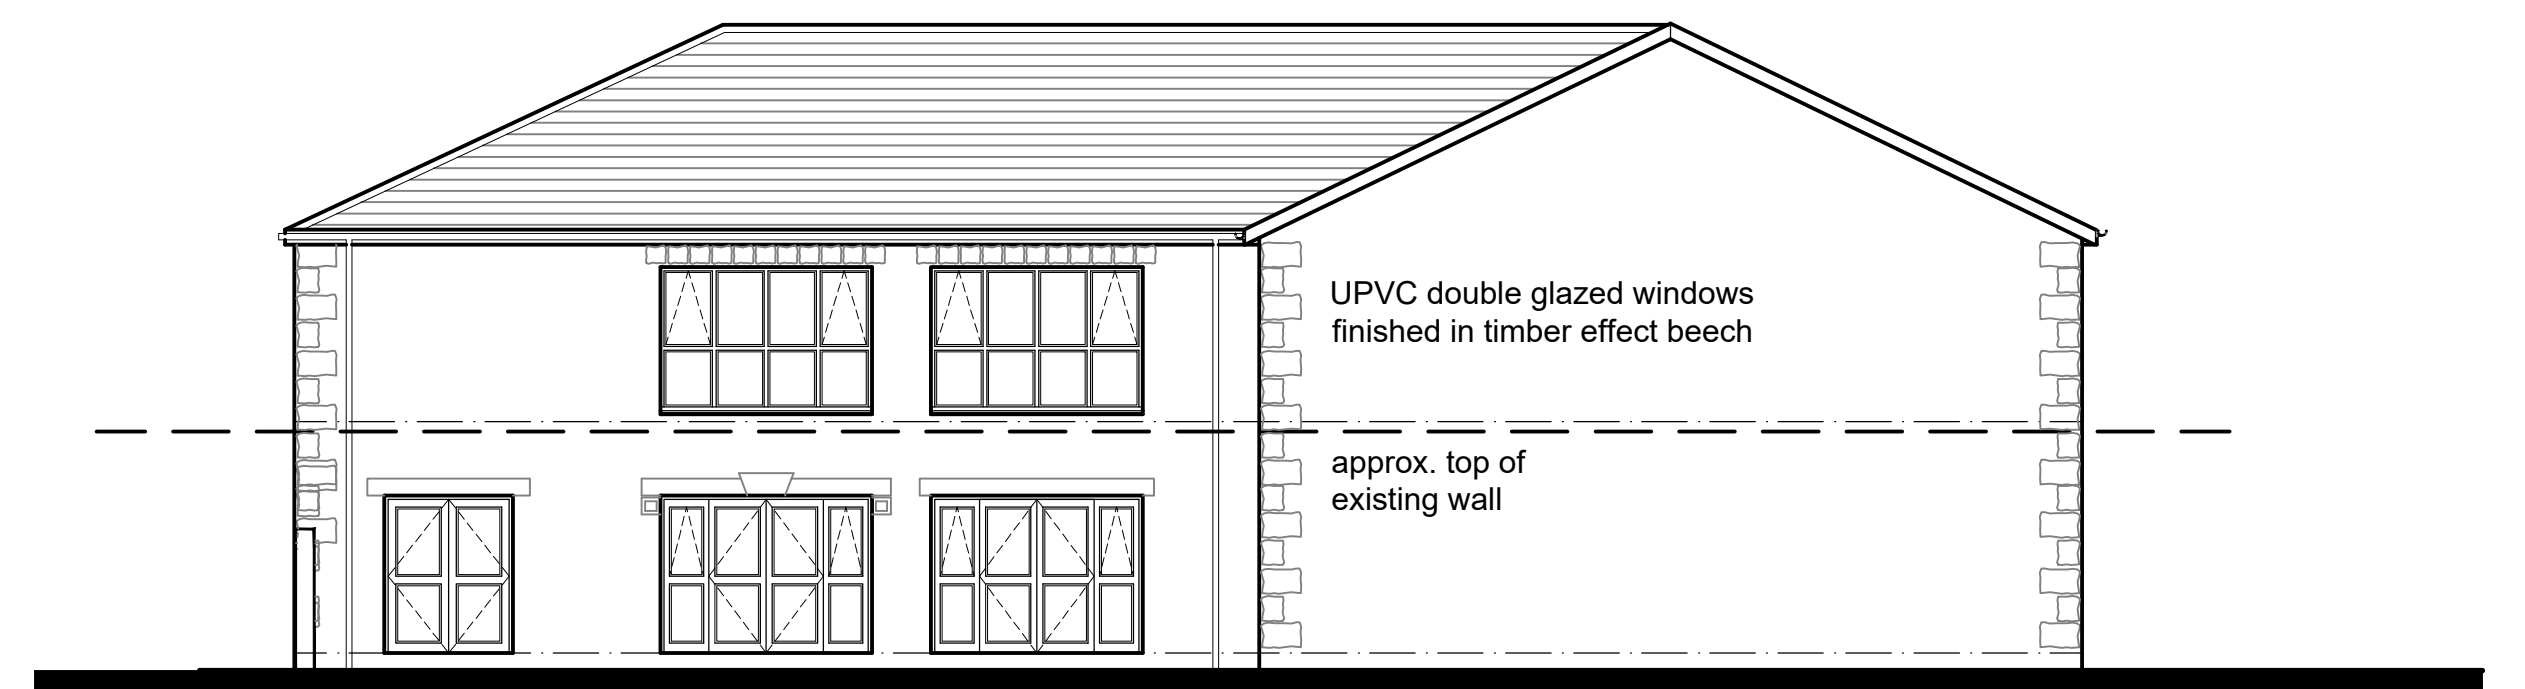 UPVC double glazed windows
finished in timber effect beech
approx. top of
existing wall